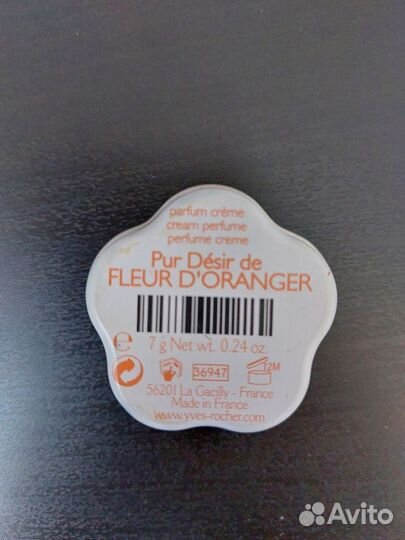 parfum crème
cream perfume
perfume creme
Pur Désir de
FLEUR D'ORANGER
e 7 g Net wt. 0.24 oz.
36947 12M
56201 La Gacilly - France
Made in France
www.yves-rocher.com
Avito